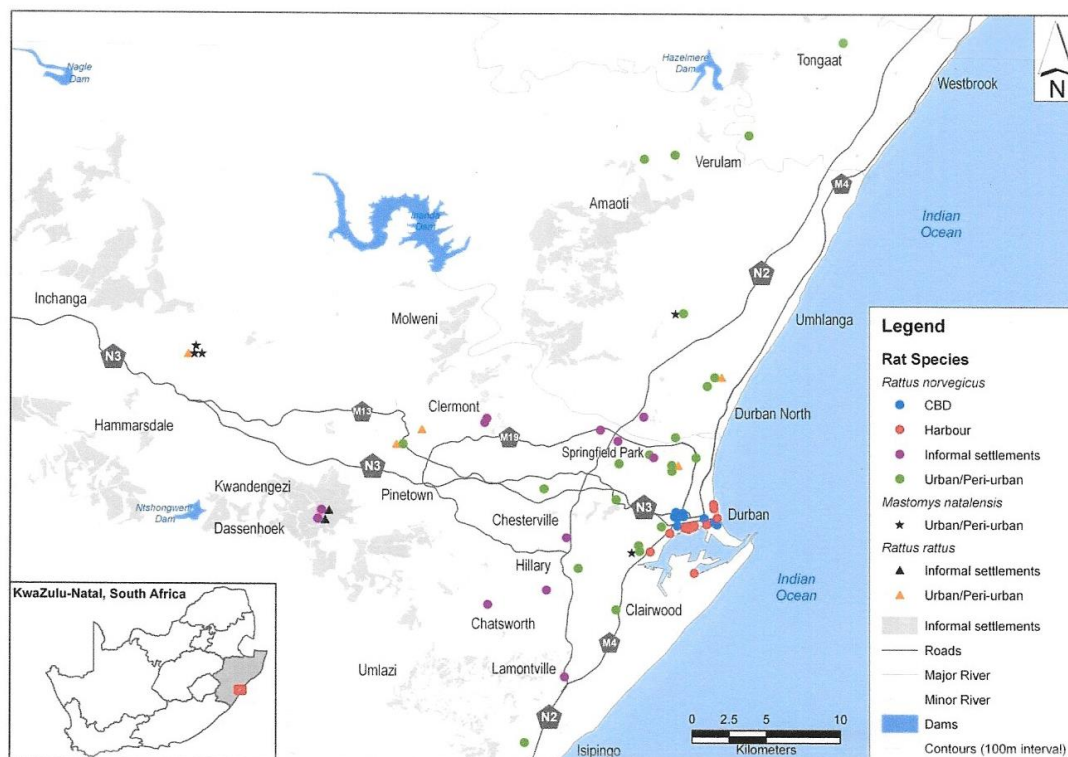 Nagle
Dam
Hazelmere
Dam
Tongaat
N
Westbrook
Verulam
M4
Amaoti
Indian
Ocean
Inanda
Dam
N2
Inchanga
Molweni
Umhlanga
N3
M13
Clermont
Durban North
Hammarsdale
M19
Springfield Park
N3
Kwandengezi
Pinetown
Ntshongweni
Dam
Dassenhoek
Chesterville
N3
Durban
Hillary
Indian
Ocean
Clairwood
Chatsworth
M4
Umlazi
Lamontville
N2
Isipingo
KwaZulu-Natal, South Africa
0 2.5 5 10
Kilometers
Legend
Rat Species
Rattus norvegicus
CBD
Harbour
Informal settlements
Urban/Peri-urban
Mastomys natalensis
Urban/Peri-urban
Rattus rattus
Informal settlements
Urban/Peri-urban
Informal settlements
Roads
Major River
Minor River
Dams
Contours (100m interval)